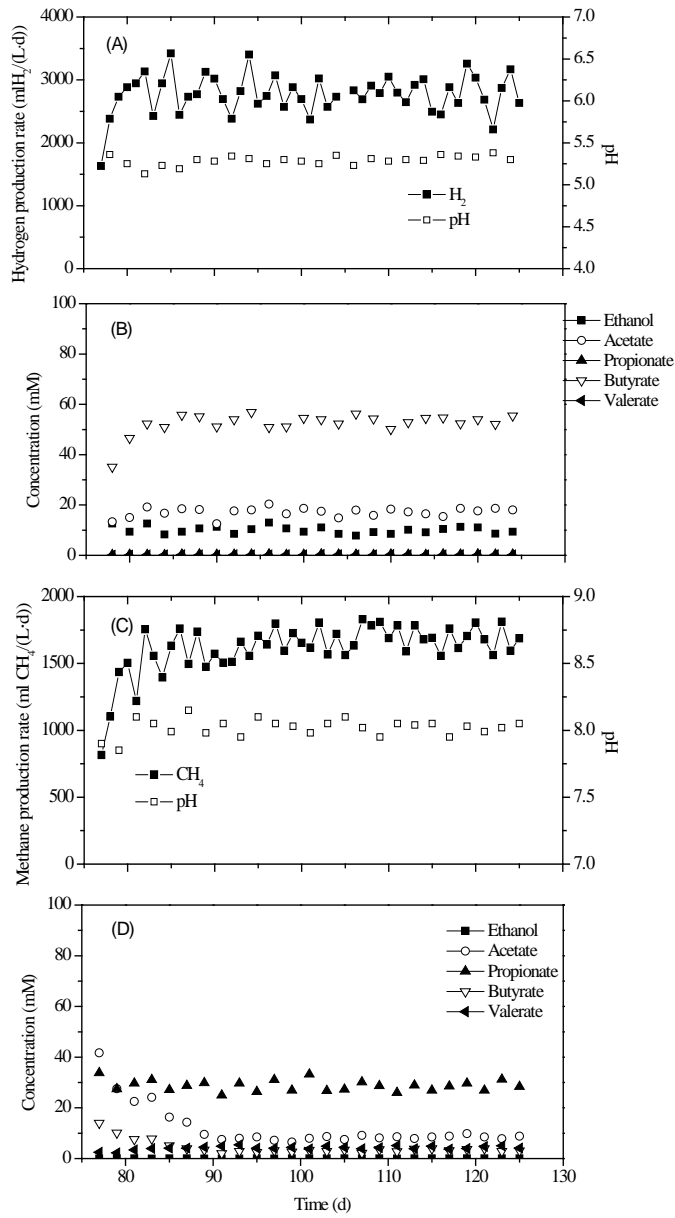 (A)
Hydrogen production rate (mlH2/(L·d))
4000
3000
2000
1000
0
7.0
6.5
6.0
5.5
5.0
4.5
4.0
pH
H2
pH
(B)
Concentration (mM)
100
80
60
40
20
0
Ethanol
Acetate
Propionate
Butyrate
Valerate
(C)
Methane production rate (ml CH4/(L·d))
2000
1500
1000
500
0
9.0
8.5
8.0
7.5
7.0
pH
CH4
pH
(D)
Concentration (mM)
100
80
60
40
20
0
Ethanol
Acetate
Propionate
Butyrate
Valerate
80 90 100 110 120 130
Time (d)